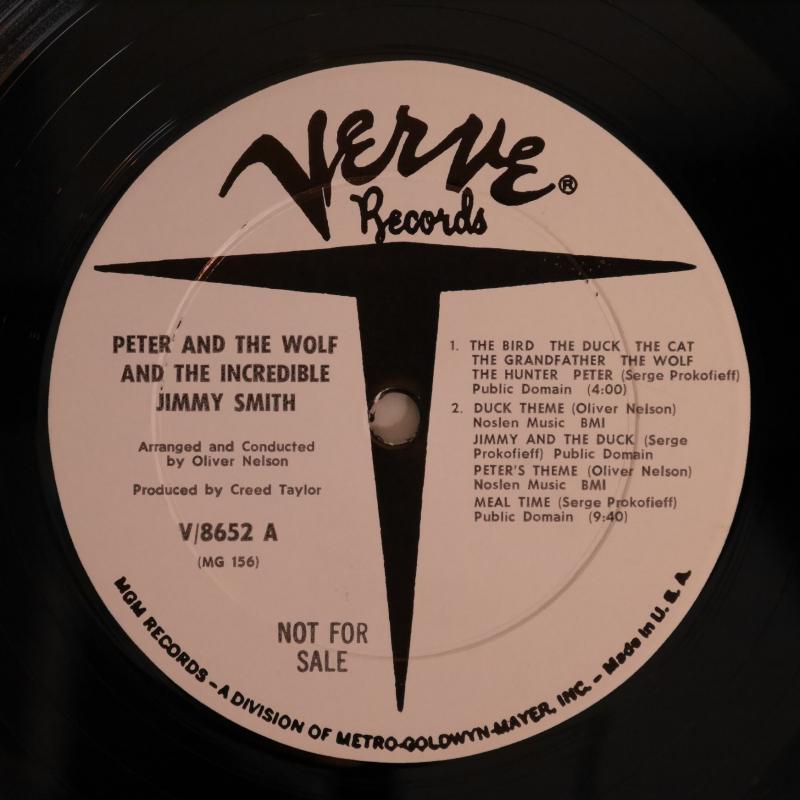 Verve®
Records
PETER AND THE WOLF
AND THE INCREDIBLE
JIMMY SMITH
Arranged and Conducted
by Oliver Nelson
Produced by Creed Taylor
V/8652 A
(MG 156)
NOT FOR
SALE
1. THE BIRD THE DUCK THE CAT
THE GRANDFATHER THE WOLF
THE HUNTER PETER (Serge Prokofieff)
Public Domain (4:00)
2. DUCK THEME (Oliver Nelson)
Noslen Music BMI
JIMMY AND THE DUCK (Serge
Prokofieff) Public Domain
PETER'S THEME (Oliver Nelson)
Noslen Music BMI
MEAL TIME (Serge Prokofieff)
Public Domain (9:40)
MGM RECORDS – A DIVISION OF METRO-GOLDWYN-MAYER, INC. – Made in U. S. A.